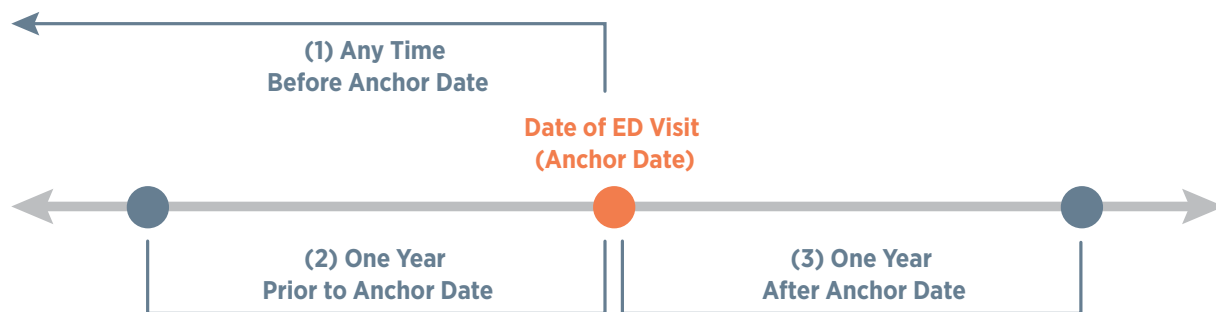 (1) Any Time
Before Anchor Date
Date of ED Visit
(Anchor Date)
(2) One Year
Prior to Anchor Date
(3) One Year
After Anchor Date